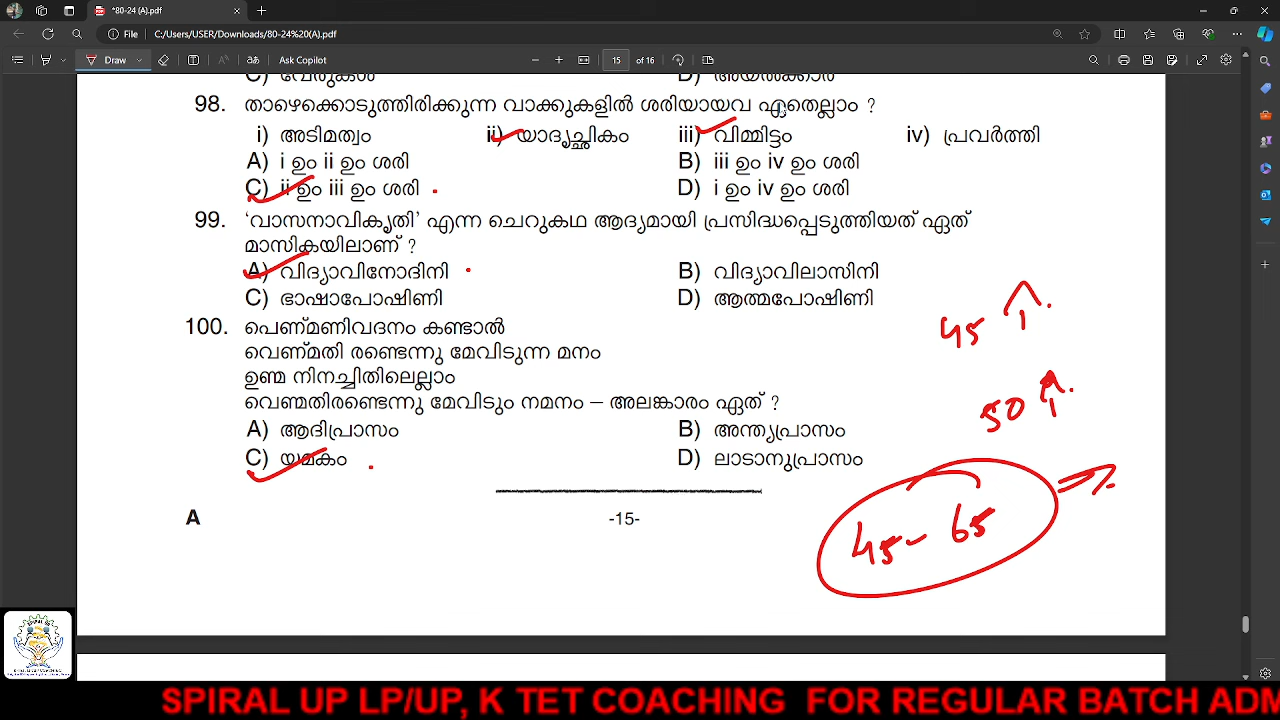 *80-24 (A).pdf
File C:/Users/USER/Downloads/80-24%20(A).pdf
Draw Ask Copilot 15 of 16
C) വേരുകൾ D) അയൽക്കാർ
98. താഴെക്കൊടുത്തിരിക്കുന്ന വാക്കുകളിൽ ശരിയായവ ഏതെല്ലാം ?
i) അടിമത്വം ii) യാദൃച്ഛികം iii) വിമ്മിട്ടം iv) പ്രവർത്തി
A) i ഉം ii ഉം ശരി B) iii ഉം iv ഉം ശരി
C) ii ഉം iii ഉം ശരി D) i ഉം iv ഉം ശരി
99. ‘വാസനാവികൃതി’ എന്ന ചെറുകഥ ആദ്യമായി പ്രസിദ്ധപ്പെടുത്തിയത് ഏത്
മാസികയിലാണ് ?
A) വിദ്യാവിനോദിനി B) വിദ്യാവിലാസിനി
C) ഭാഷാപോഷിണി D) ആത്മപോഷിണി
100. പെണ്മണിവദനം കണ്ടാൽ
വെണ്മതി രണ്ടെന്നു മേവിടുന്ന മനം
ഉണ്മ നിനച്ചിതിലെല്ലാം
വെണ്മതിരണ്ടെന്നു മേവിടും നമനം – അലങ്കാരം ഏത് ?
A) ആദിപ്രാസം B) അന്ത്യപ്രാസം
C) യമകം D) ലാടാനുപ്രാസം
45
50
45 - 65
A -15-
SPIRAL UP LP/UP, K TET COACHING FOR REGULAR BATCH ADM